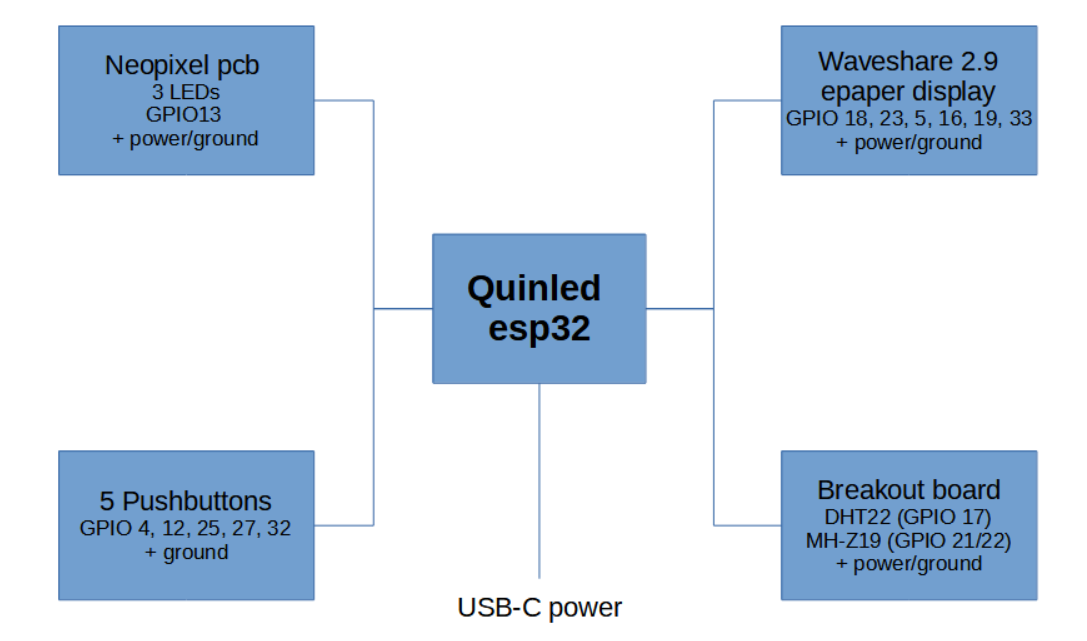 Neopixel pcb
3 LEDs
GPIO13
+ power/ground
Waveshare 2.9
epaper display
GPIO 18, 23, 5, 16, 19, 33
+ power/ground
Quinled
esp32
5 Pushbuttons
GPIO 4, 12, 25, 27, 32
+ ground
Breakout board
DHT22 (GPIO 17)
MH-Z19 (GPIO 21/22)
+ power/ground
USB-C power